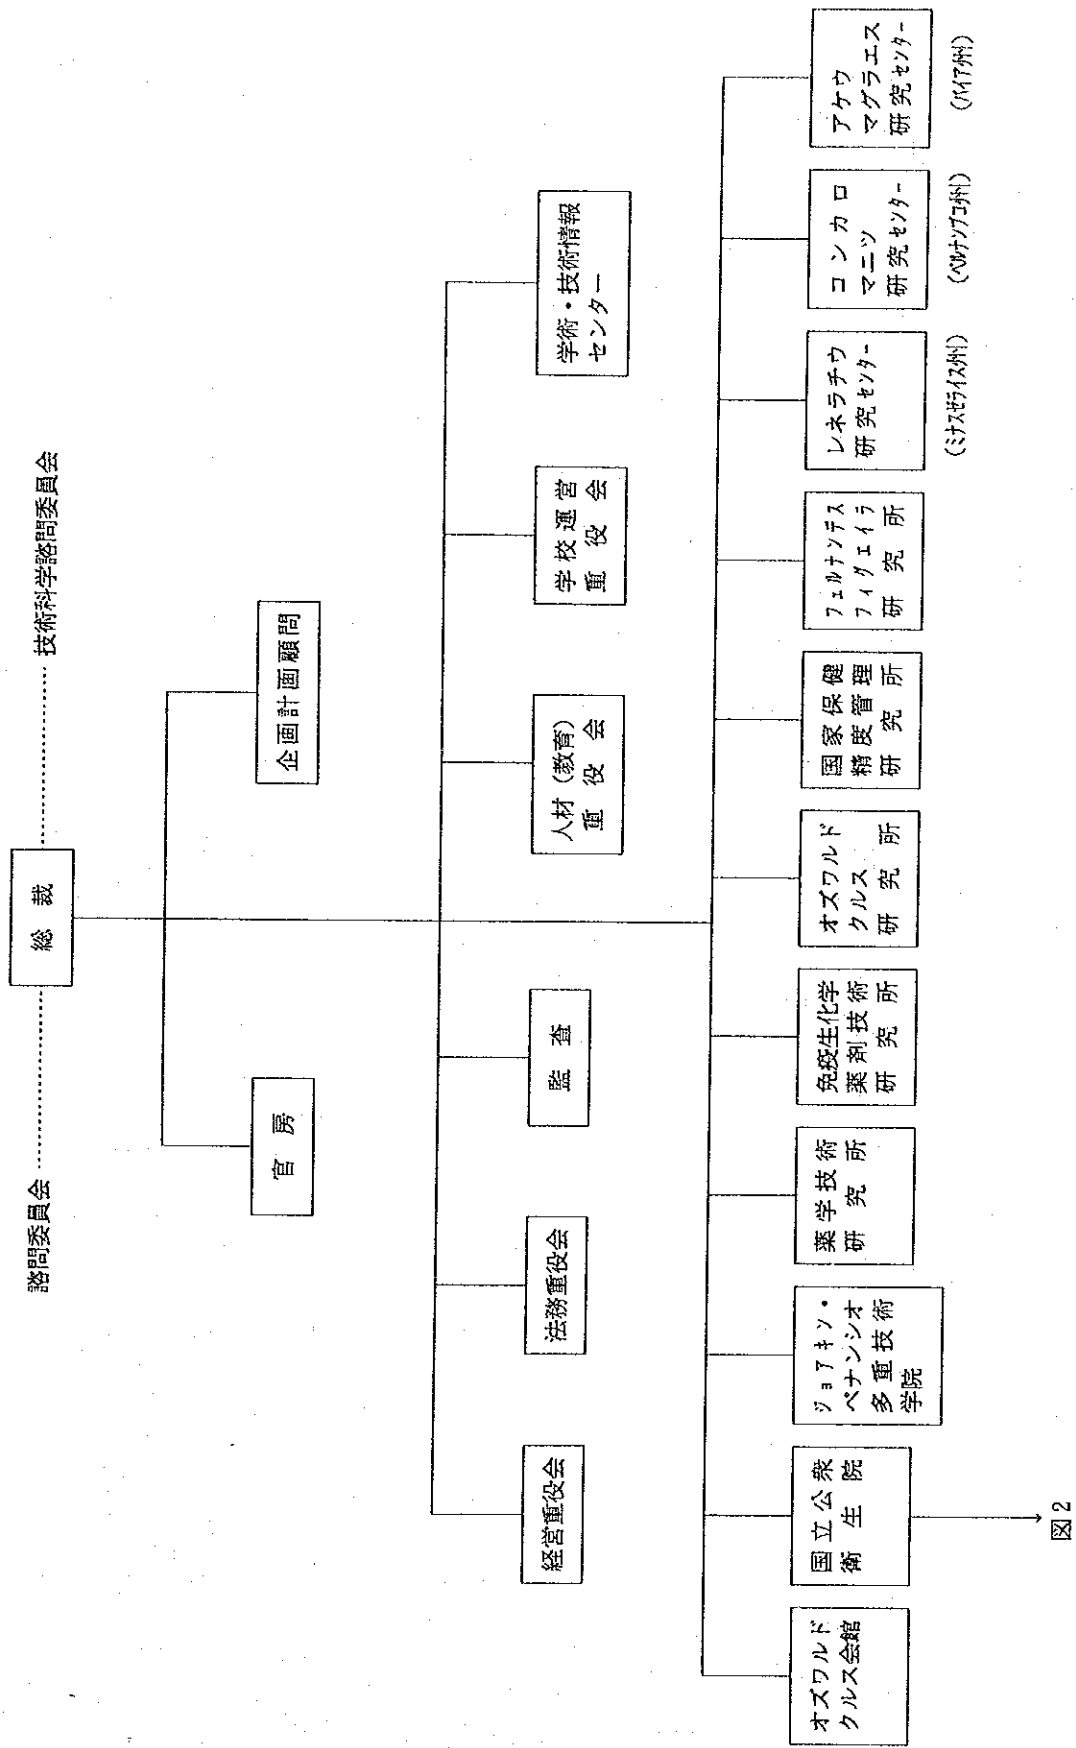 諮問委員会
総裁
技術科学諮問委員会
官房
企画計画顧問
経営重役会
法務重役会
監査
人材(教育)
重役会
学校運営
重役会
学術・技術情報
センター
オズワルド
クルス会館
国立公衆
衛生院
ジョアキン・
ベナンシオ
多重技術
学院
薬学技術
研究所
免疫生化学
薬剤技術
研究所
オズワルド
クルス
研究所
国家保健
精度管理
研究所
フェルナンデス
フィグエイラ
研究所
レネラチウ
研究センター
(ミナスゼライス州)
コンカロ
マニツ
研究センター
(ペルナンブコ州)
アケウ
マグラエス
研究センター
(バイア州)
図2